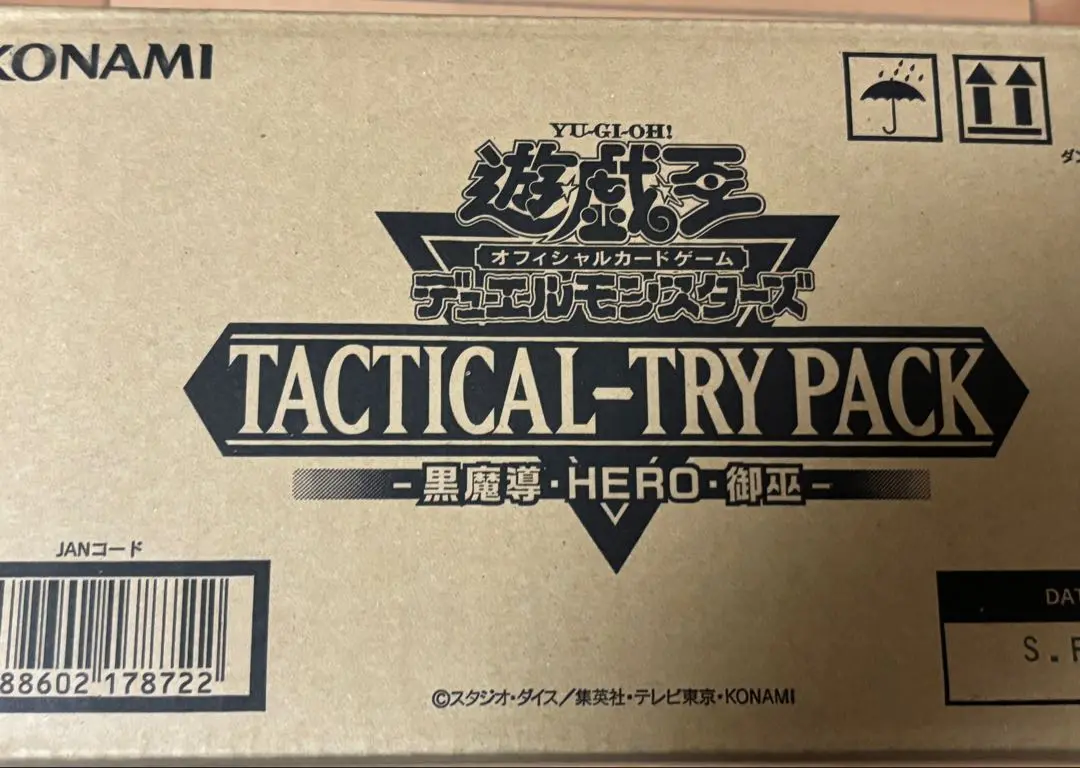 KONAMI
YU-GI-OH!
遊☆戯☆王
オフィシャルカードゲーム
デュエルモンスターズ
TACTICAL-TRY PACK
-黒魔導・HERO・御巫-
JANコード
88602 178722
DAT
S.
©スタジオ・ダイス/集英社・テレビ東京・KONAMI